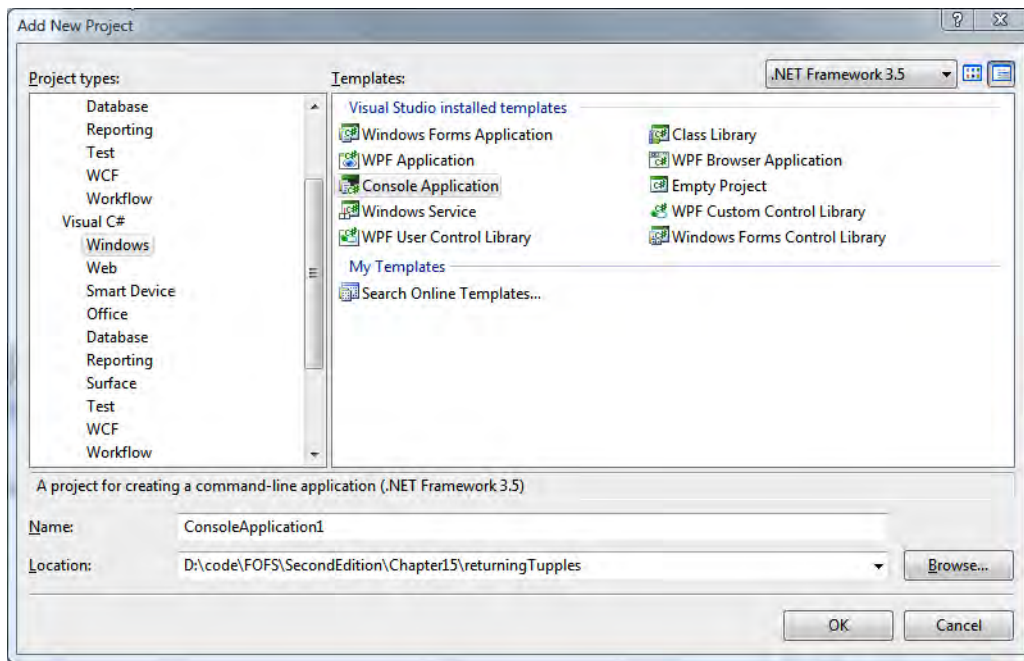 Add New Project
Project types:
Templates:
.NET Framework 3.5
Database
Reporting
Test
WCF
Workflow
Visual C#
Windows
Web
Smart Device
Office
Database
Reporting
Surface
Test
WCF
Workflow
Visual Studio installed templates
Windows Forms Application
Class Library
WPF Application
WPF Browser Application
Console Application
Empty Project
Windows Service
WPF Custom Control Library
WPF User Control Library
Windows Forms Control Library
My Templates
Search Online Templates...
A project for creating a command-line application (.NET Framework 3.5)
Name:
ConsoleApplication1
Location:
D:\code\FOFS\SecondEdition\Chapter15\returningTupples
Browse...
OK
Cancel